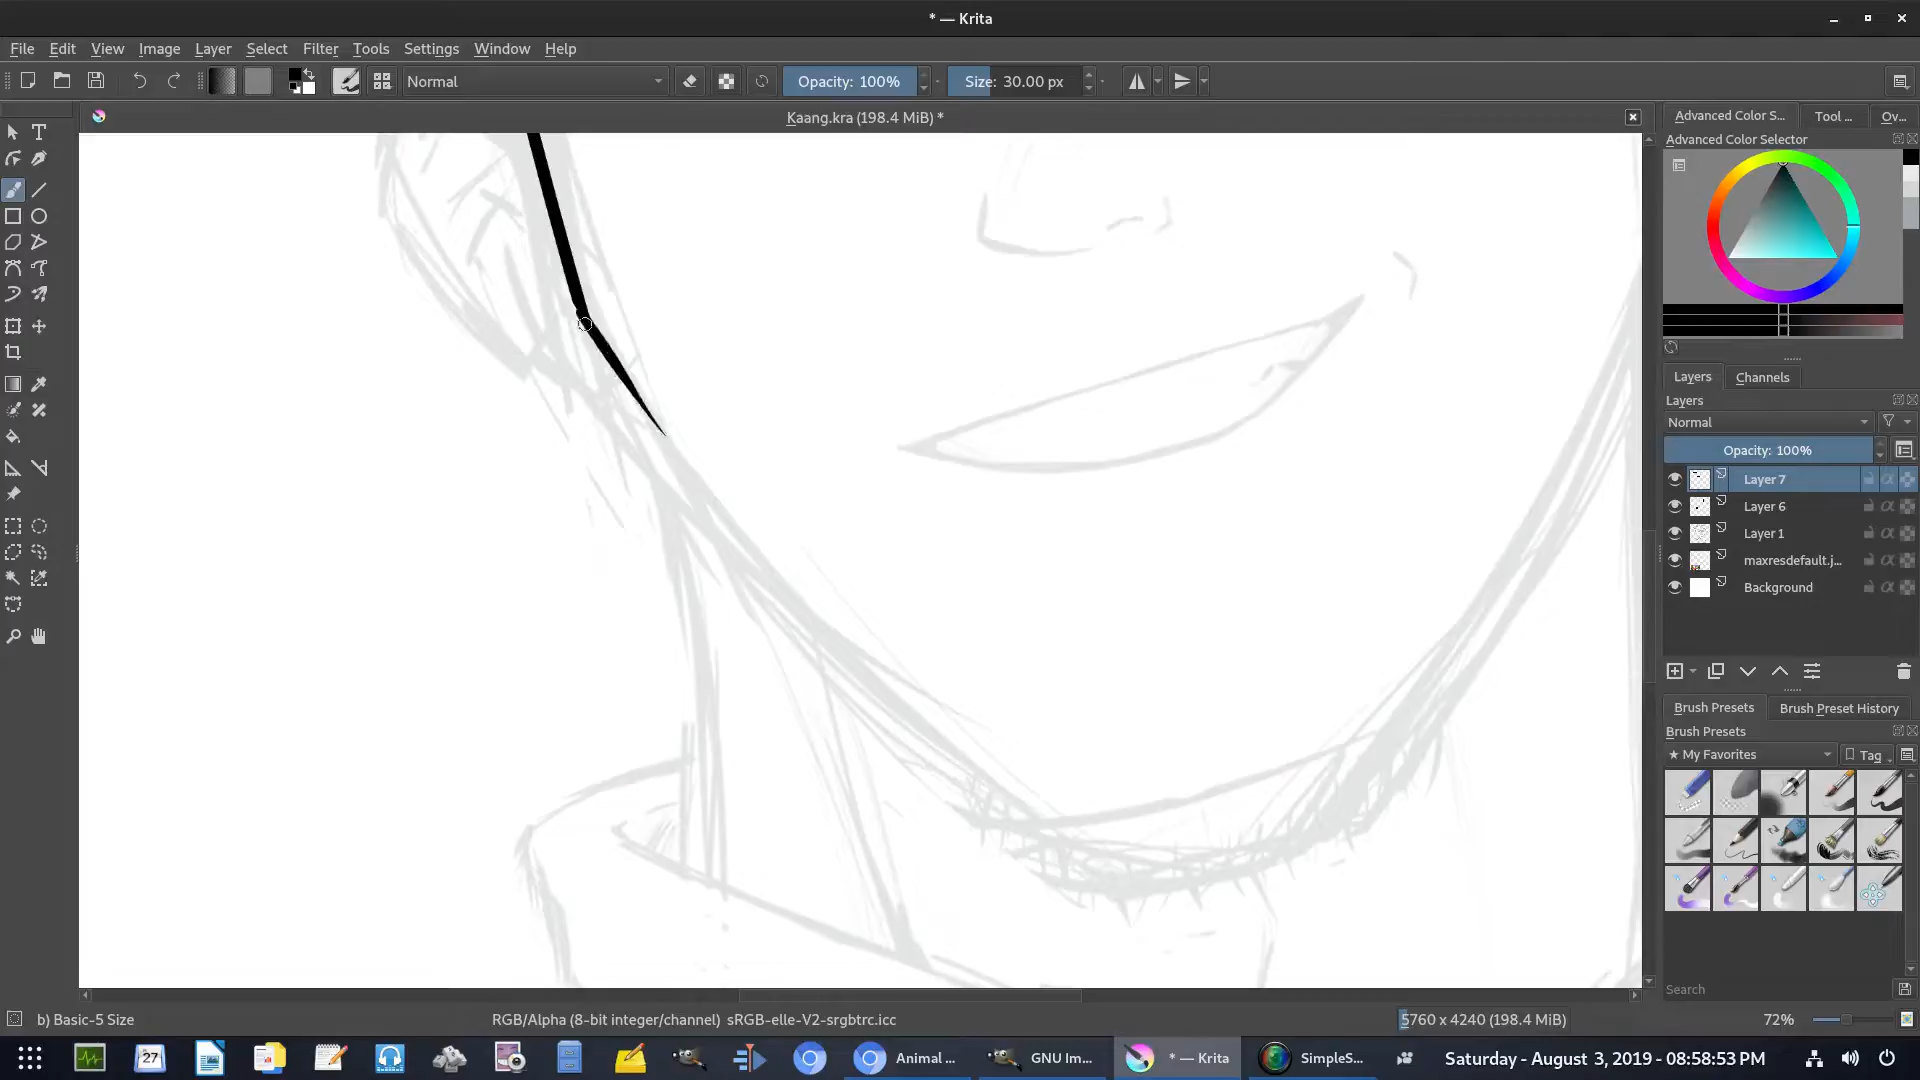 * — Krita
File Edit View Image Layer Select Filter Tools Settings Window Help
Normal
Opacity: 100%
Size: 30.00 px
Kaang.kra (198.4 MiB) *
Advanced Color S... Tool ... Ov...
Advanced Color Selector
Layers Channels
Layers
Normal
Opacity: 100%
Layer 7
Layer 6
Layer 1
maxresdefault.j...
Background
Brush Presets Brush Preset History
Brush Presets
★ My Favorites Tag
Search
b) Basic-5 Size
RGB/Alpha (8-bit integer/channel) sRGB-elle-V2-srgbtrc.icc
5760 x 4240 (198.4 MiB)
72%
27
Animal ...
GNU Im...
* — Krita
SimpleS...
Saturday - August 3, 2019 - 08:58:53 PM